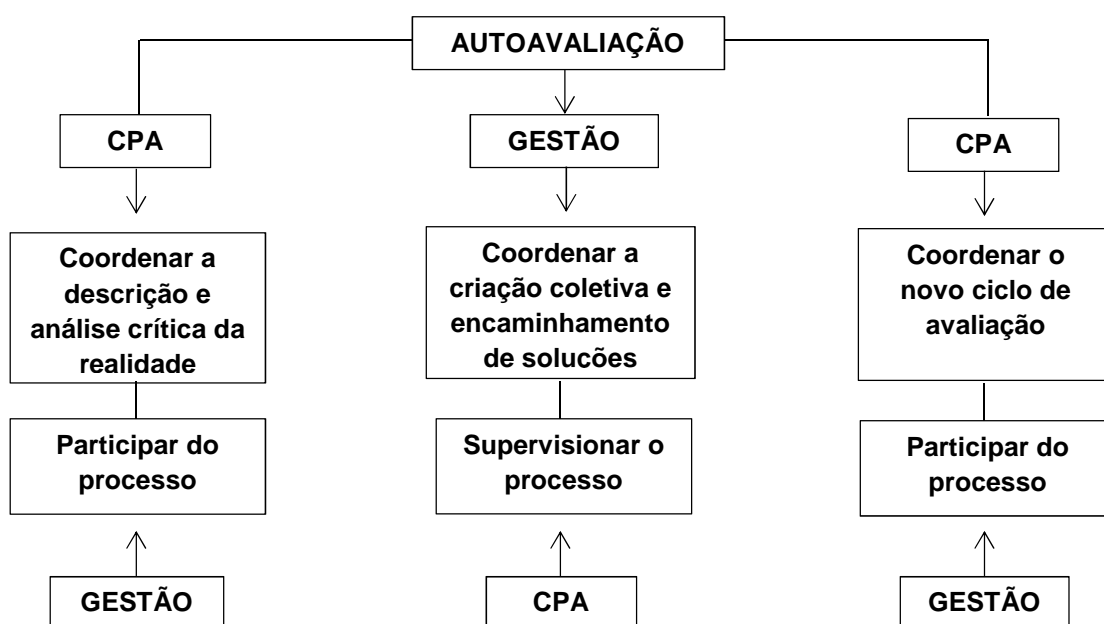 AUTOAVALIAÇÃO
CPA
GESTÃO
CPA
Coordenar a
descrição e
análise crítica da
realidade
Coordenar a
criação coletiva e
encaminhamento
de soluções
Coordenar o
novo ciclo de
avaliação
Participar do
processo
Supervisionar o
processo
Participar do
processo
GESTÃO
CPA
GESTÃO